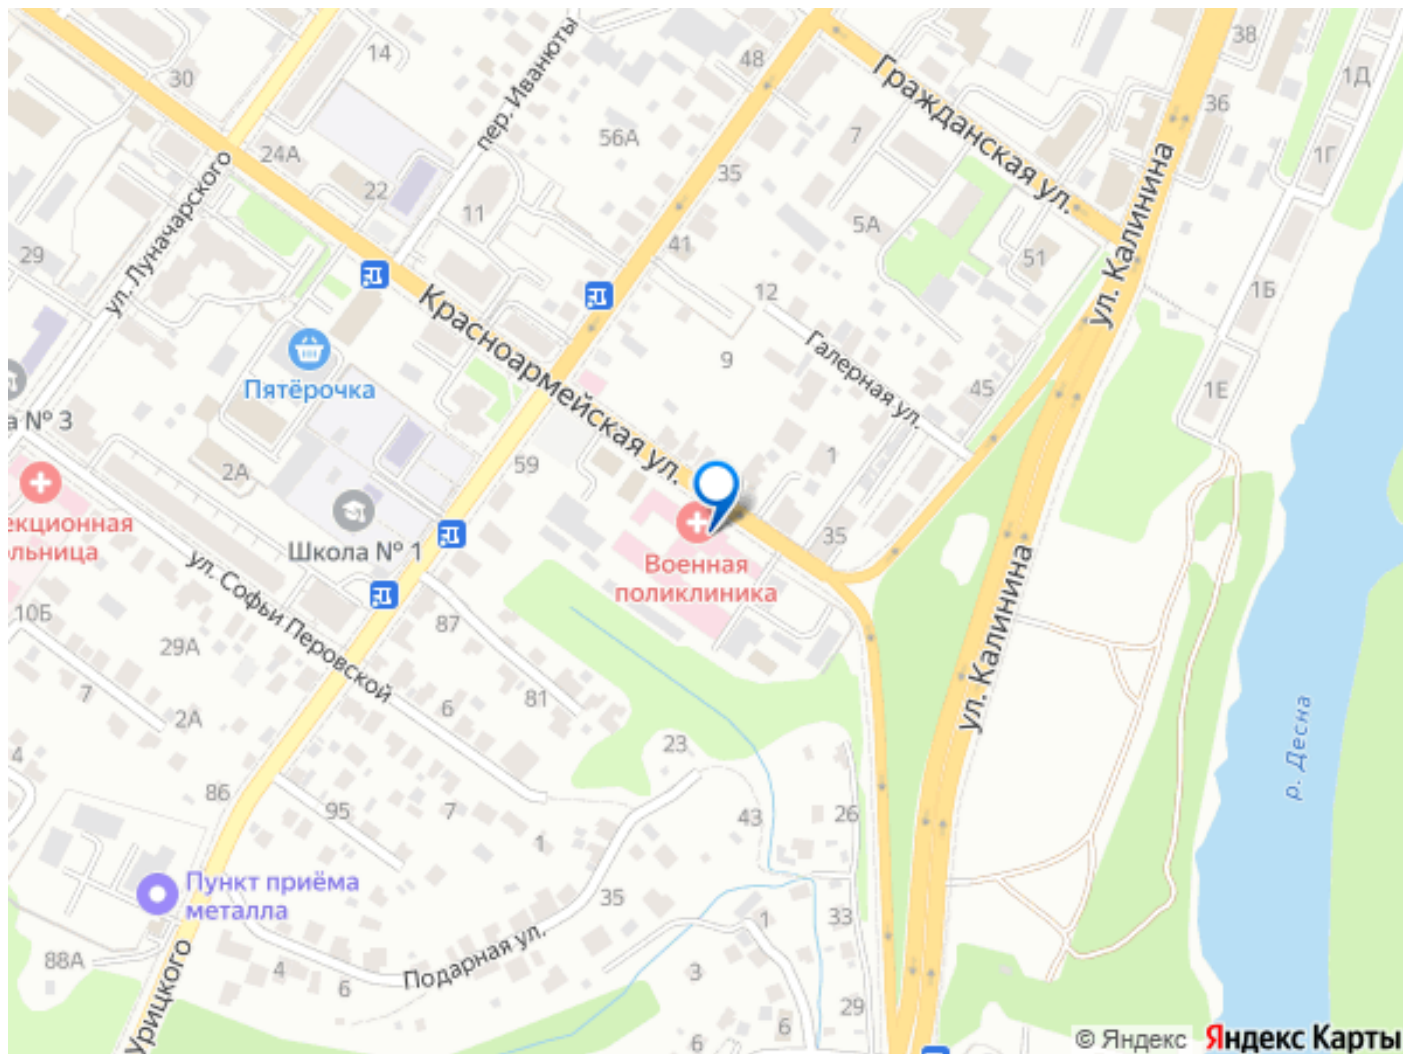 38
14
48
1Д
30
пер. Иванюты
Гражданская ул.
36
56А
7
1Г
24А
22
35
ул. Луначарского
11
5А
ул. Калинина
29
41
51
12
1Б
Красноармейская ул.
Галерная ул.
9
Пятёрочка
45
1Е
а № 3
59
1
2А
екционная
ольница
Школа № 1
35
Военная
поликлиника
ул. Софьи Перовской
10Б
87
29А
ул. Калинина
7
2А
6
81
р. Десна
23
4
86
95
7
43
26
1
Пункт приёма
металла
35
1
33
Подарная ул.
Урицкого
88А
4
6
3
29
6
6
© Яндекс
Яндекс Карты